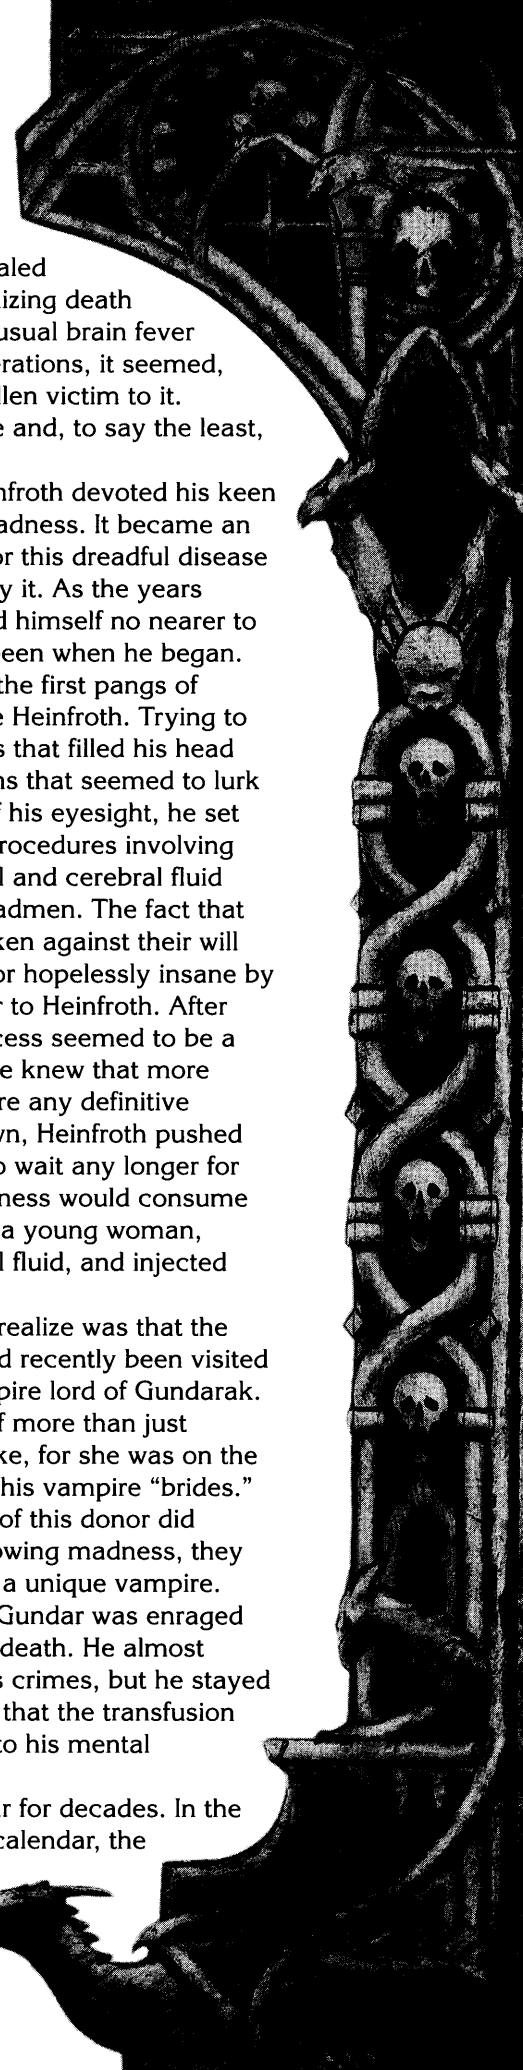 aled
izing death
usual brain fever
rations, it seemed,
llen victim to it.
e and, to say the least,
nfroth devoted his keen
adness. It became an
or this dreadful disease
y it. As the years
d himself no nearer to
een when he began.
the first pangs of
e Heinfroth. Trying to
s that filled his head
ns that seemed to lurk
f his eyesight, he set
rocedures involving
l and cerebral fluid
admen. The fact that
ken against their will
or hopelessly insane by
r to Heinfroth. After
cess seemed to be a
e knew that more
re any definitive
wn, Heinfroth pushed
o wait any longer for
ness would consume
a young woman,
l fluid, and injected
realize was that the
d recently been visited
pire lord of Gundarak.
f more than just
ke, for she was on the
his vampire “brides.”
of this donor did
owing madness, they
a unique vampire.
Gundar was enraged
death. He almost
s crimes, but he stayed
that the transfusion
to his mental
r for decades. In the
calendar, the